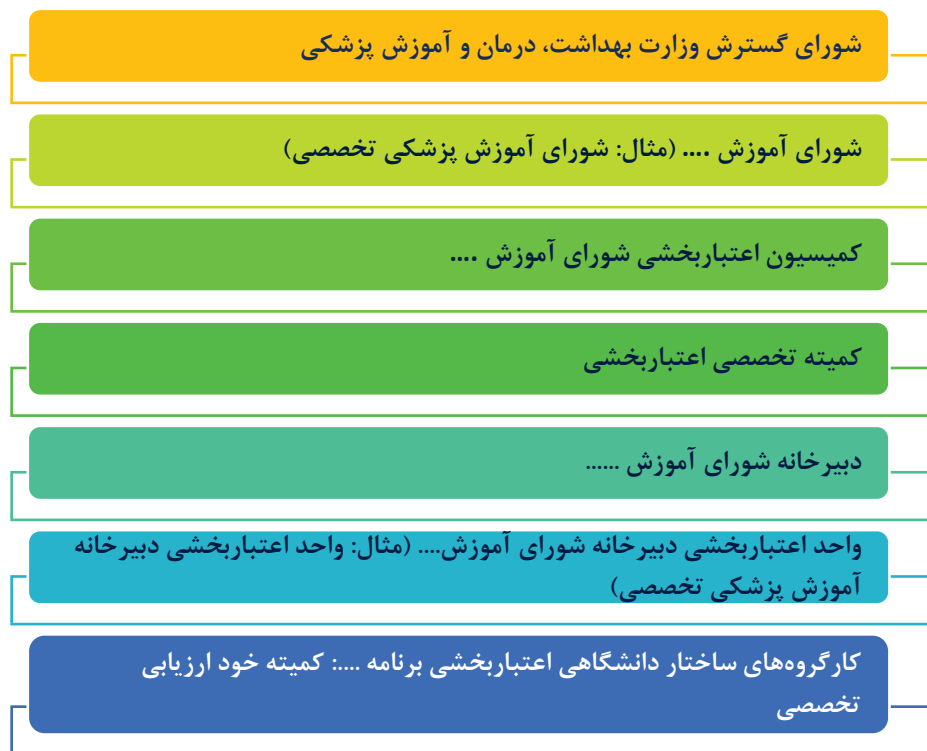 شورای گسترش وزارت بهداشت، درمان و آموزش پزشکی
شورای آموزش .... (مثال: شورای آموزش پزشکی تخصصی)
کمیسیون اعتباربخشی شورای آموزش ....
کمیته تخصصی اعتباربخشی
دبیرخانه شورای آموزش ......
واحد اعتباربخشی دبیرخانه شورای آموزش.... (مثال: واحد اعتباربخشی دبیرخانه
آموزش پزشکی تخصصی)
کارگروه‌های ساختار دانشگاهی اعتباربخشی برنامه ....: کمیته خود ارزیابی
تخصصی